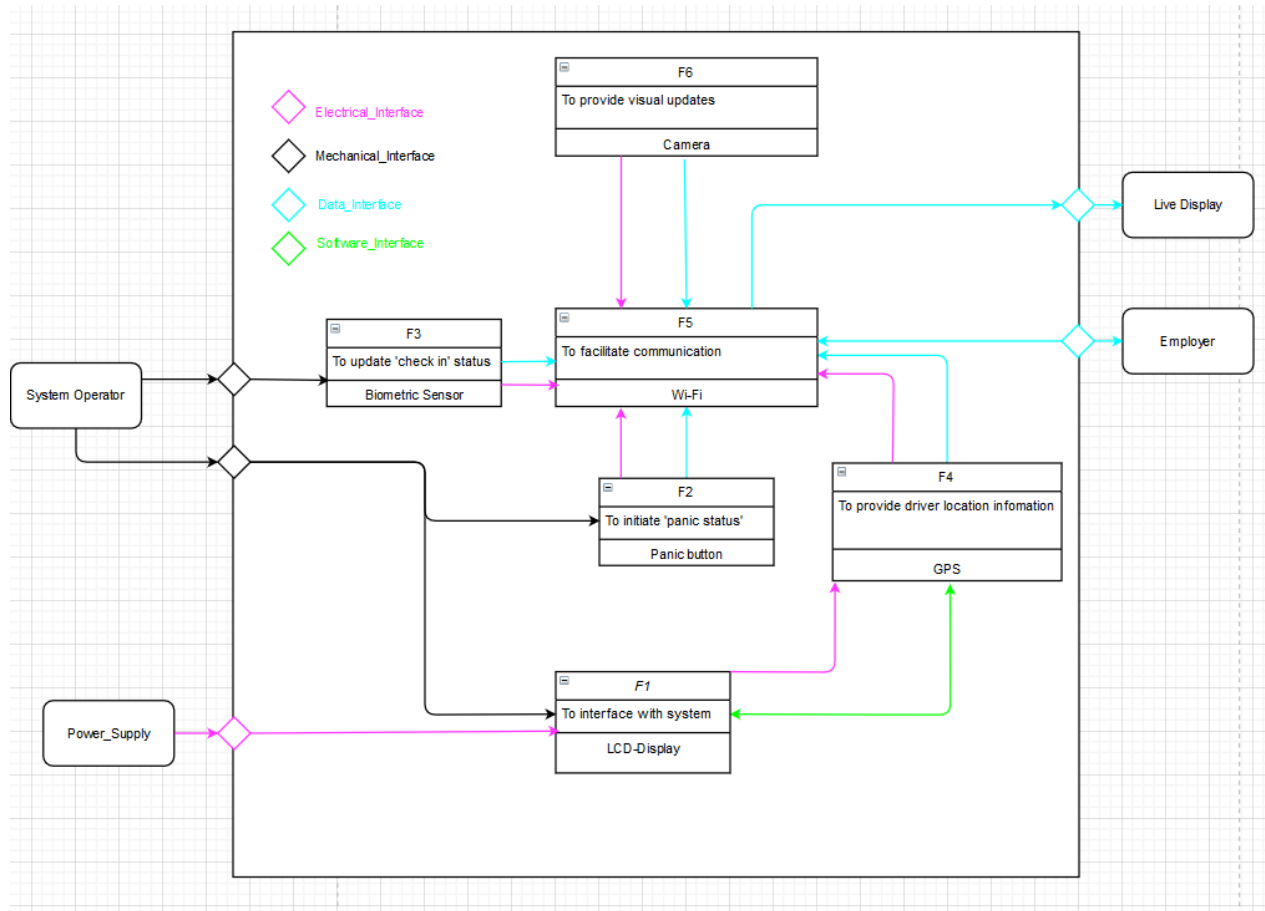 F6
To provide visual updates
Camera
Electrical_Interface
Mechanical_Interface
Data_Interface
Software_Interface
Live Display
F3
To update 'check in' status
Biometric Sensor
F5
To facilitate communication
Wi-Fi
Employer
System Operator
F2
To initiate 'panic status'
Panic button
F4
To provide driver location infomation
GPS
F1
To interface with system
LCD-Display
Power_Supply